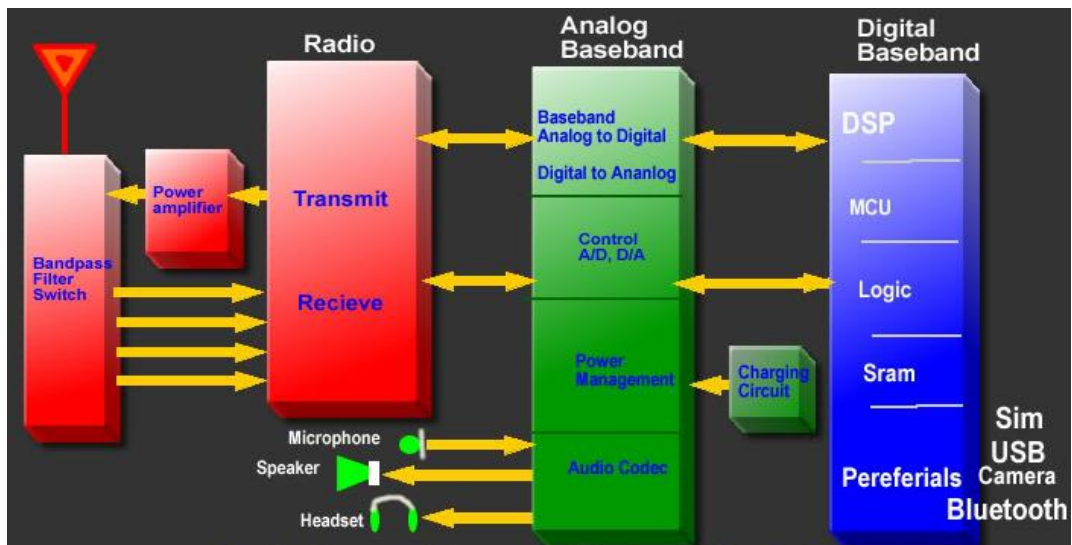 Radio
Analog
Baseband
Digital
Baseband
Baseband
Analog to Digital
Digital to Ananlog
DSP
Power
amplifier
Transmit
MCU
Control
A/D, D/A
Bandpass
Filter
Switch
Recieve
Logic
Power
Management
Charging
Circuit
Sram
Microphone
Speaker
Headset
Audio Codec
Pereferials
Sim
USB
Camera
Bluetooth